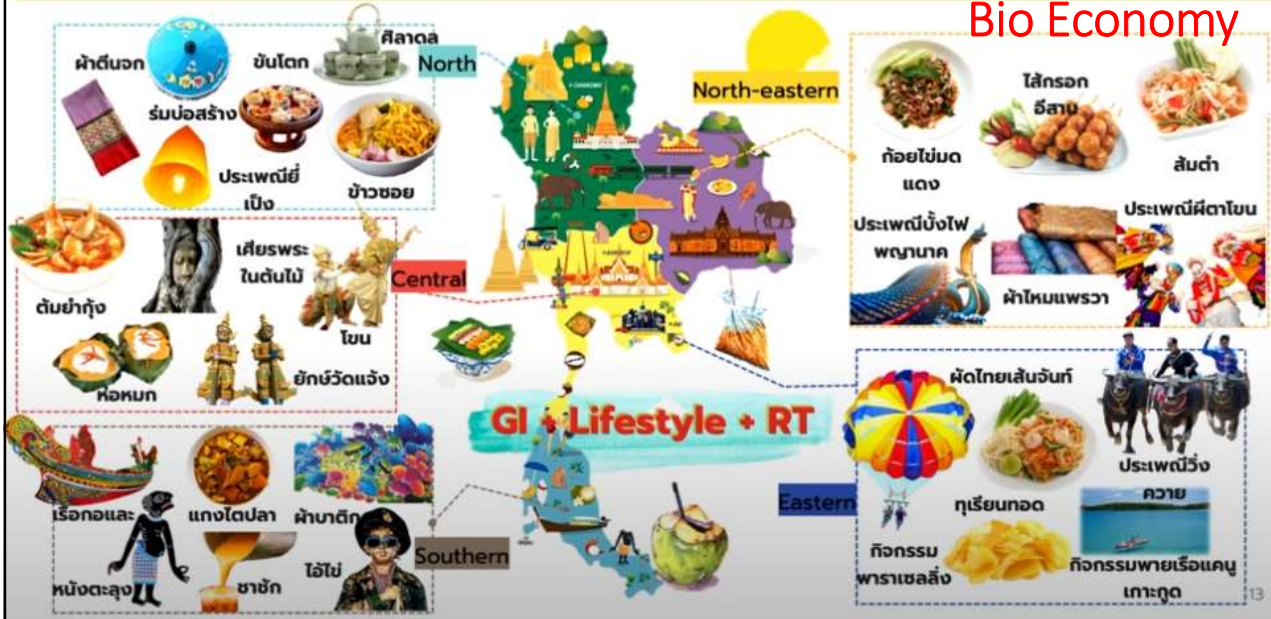 Bio Economy
ผ้าตีนจก
ร่มบ่อสร้าง
ขันโตก
ศิลาดล
North
ประเพณียี่
เป็ง
ข้าวซอย
North-eastern
ก้อยไข่มด
แดง
ไส้กรอก
อีสาน
ส้มตำ
ประเพณีบั้งไฟ
พญานาค
ผ้าไหมแพรวา
ประเพณีผีตาโขน
ต้มยำกุ้ง
เศียรพระ
ในต้นไม้
โขน
Central
ห่อหมก
ยักษ์วัดแจ้ง
GI + Lifestyle + RT
ผัดไทยเส้นจันท์
ประเพณีวิ่ง
ควาย
Eastern
ทุเรียนทอด
กิจกรรม
พาราเซลลิ่ง
กิจกรรมพายเรือแคนู
เกาะกูด
เรือกอและ
แกงไตปลา
ผ้าบาติก
Southern
หนังตะลุง
ชาชัก
ไอ้ไข่
13